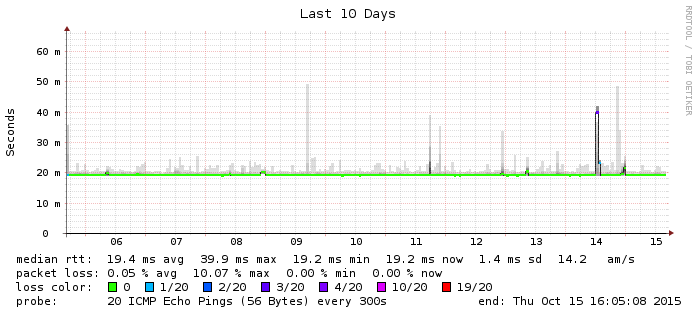 Last 10 Days
RRDTOOL / TOBI OETIKER
Seconds
60 m
50 m
40 m
30 m
20 m
10 m
0
06 07 08 09 10 11 12 13 14 15
median rtt: 19.4 ms avg 39.9 ms max 19.2 ms min 19.2 ms now 1.4 ms sd 14.2 am/s
packet loss: 0.05 % avg 10.07 % max 0.00 % min 0.00 % now
loss color: 0 1/20 2/20 3/20 4/20 10/20 19/20
probe: 20 ICMP Echo Pings (56 Bytes) every 300s end: Thu Oct 15 16:05:08 2015